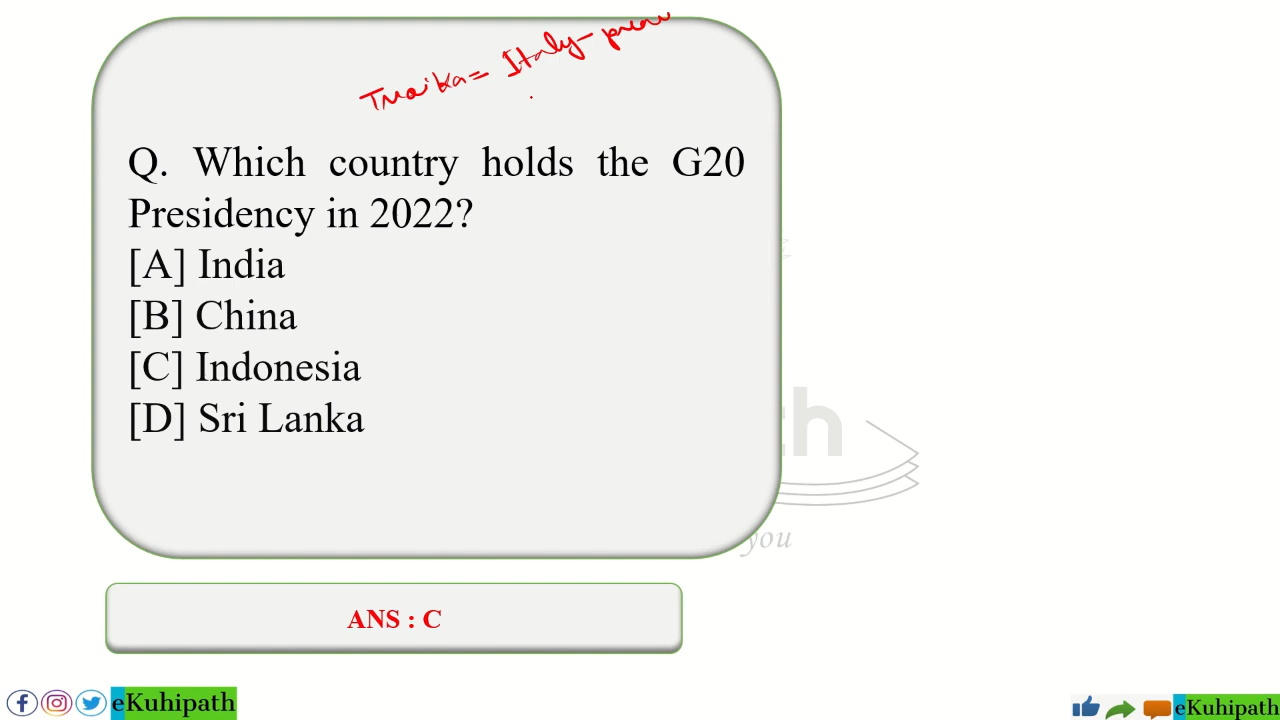 Troika = Italy - prev
Q. Which country holds the G20
Presidency in 2022?
[A] India
[B] China
[C] Indonesia
[D] Sri Lanka
you
ANS : C
eKuhipath
eKuhipath